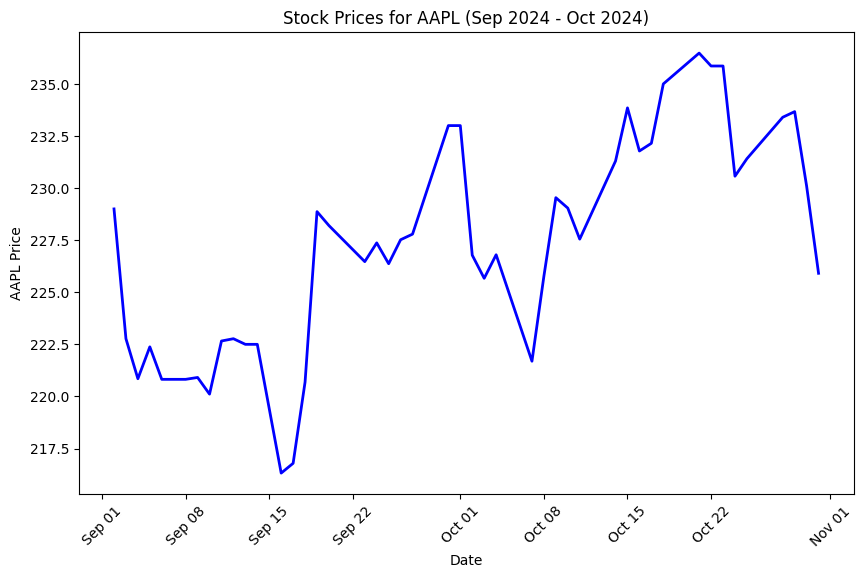 Stock Prices for AAPL (Sep 2024 - Oct 2024)
235.0
232.5
230.0
227.5
225.0
222.5
220.0
217.5
AAPL Price
Sep 01
Sep 08
Sep 15
Sep 22
Oct 01
Oct 08
Oct 15
Oct 22
Nov 01
Date